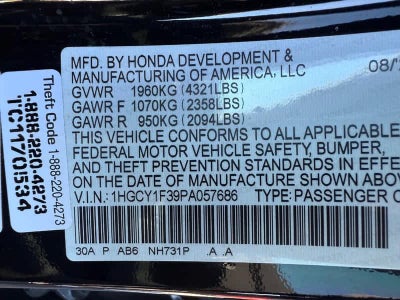 MFD. BY HONDA DEVELOPMENT &
MANUFACTURING OF AMERICA, LLC
08/
GVWR 1960KG (4321LBS)
GAWR F 1070KG (2358LBS)
GAWR R 950KG (2094LBS)
THIS VEHICLE CONFORMS TO ALL APPLICABLE
FEDERAL MOTOR VEHICLE SAFETY, BUMPER,
AND THEFT PREVENTION STANDARDS IN EFFE
ON THE DATE OF MANUFACTURE SHOWN ABOV
V.I.N.: 1HGCY1F39PA057686 TYPE: PASSENGER C
30A P AB6 NH731P .A .A
Theft Code 1-888-220-4273
1-888-220-4273
TC1170I534